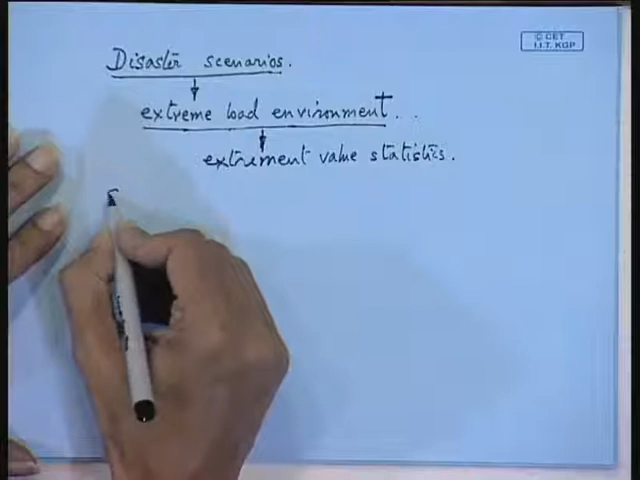 © CET
I.I.T. KGP
Disaster scenarios.
extreme load environment . .
extrement value statistics.